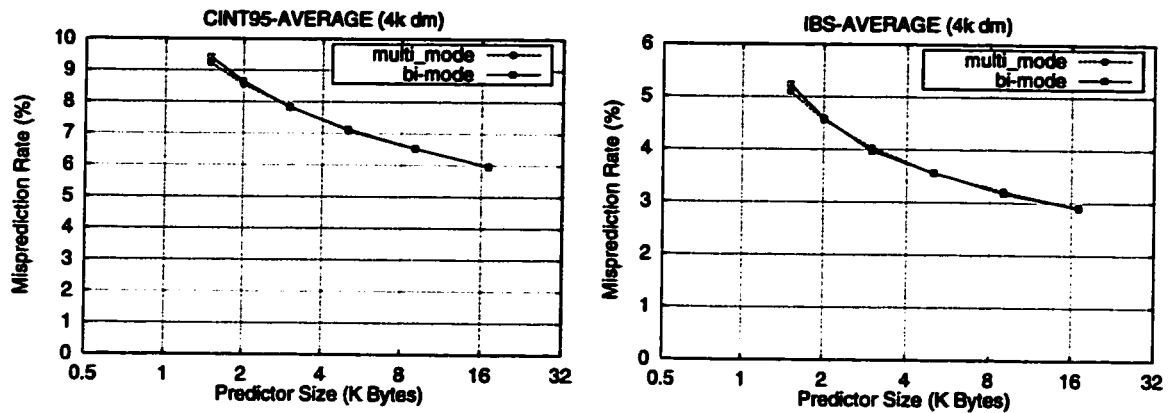 CINT95-AVERAGE (4k dm)
10
9
8
7
6
5
4
3
2
1
0
Misprediction Rate (%)
multi_mode
bi-mode
0.5 1 2 4 8 16 32
Predictor Size (K Bytes)
IBS-AVERAGE (4k dm)
6
5
4
3
2
1
0
Misprediction Rate (%)
multi_mode
bi-mode
0.5 1 2 4 8 16 32
Predictor Size (K Bytes)